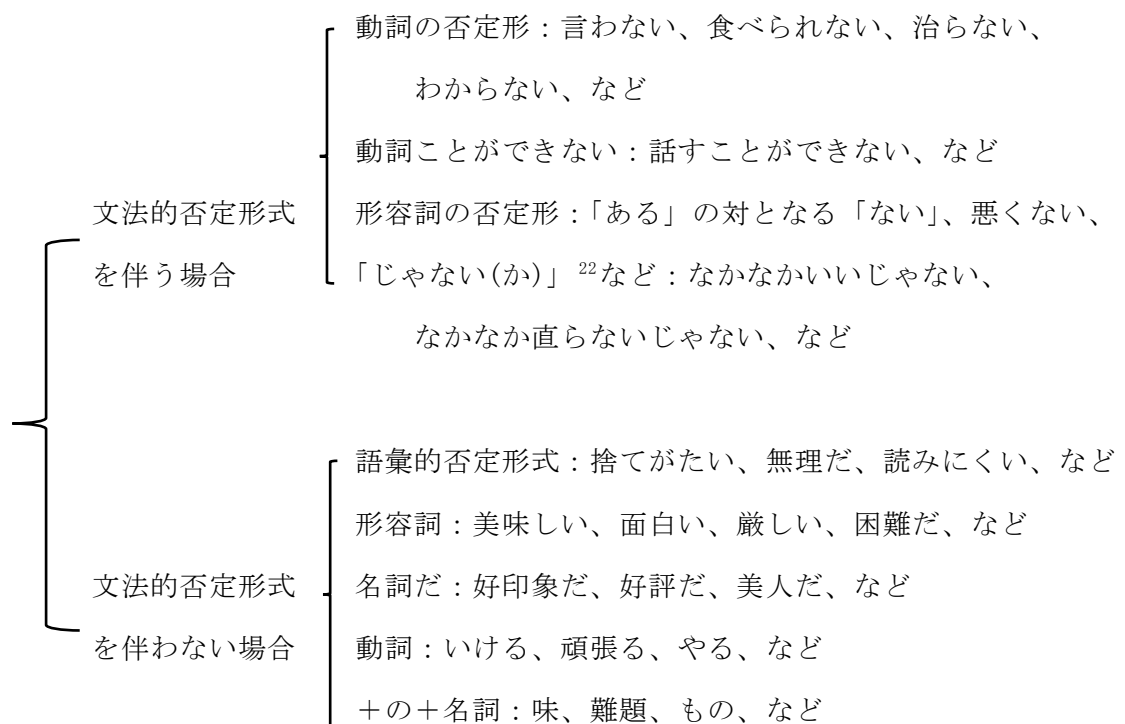 動詞の否定形：言わない、食べられない、治らない、
わからない、など
動詞ことができない：話すことができない、など
文法的否定形式
を伴う場合
形容詞の否定形：「ある」の対となる「ない」、悪くない、
「じゃない(か)」22など：なかなかいいじゃない、
なかなか直らないじゃない、など
語彙的否定形式：捨てがたい、無理だ、読みにくい、など
形容詞：美味しい、面白い、厳しい、困難だ、など
文法的否定形式
を伴わない場合
名詞だ：好印象だ、好評だ、美人だ、など
動詞：いける、頑張る、やる、など
＋の＋名詞：味、難題、もの、など